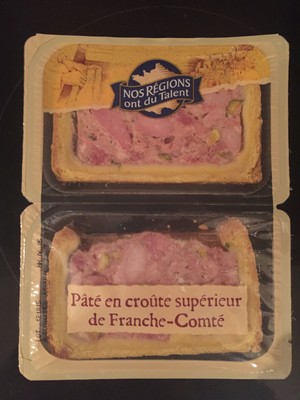 NOS RÉGIONS
ont du Talent
Pâté en croûte supérieur
de Franche-Comté